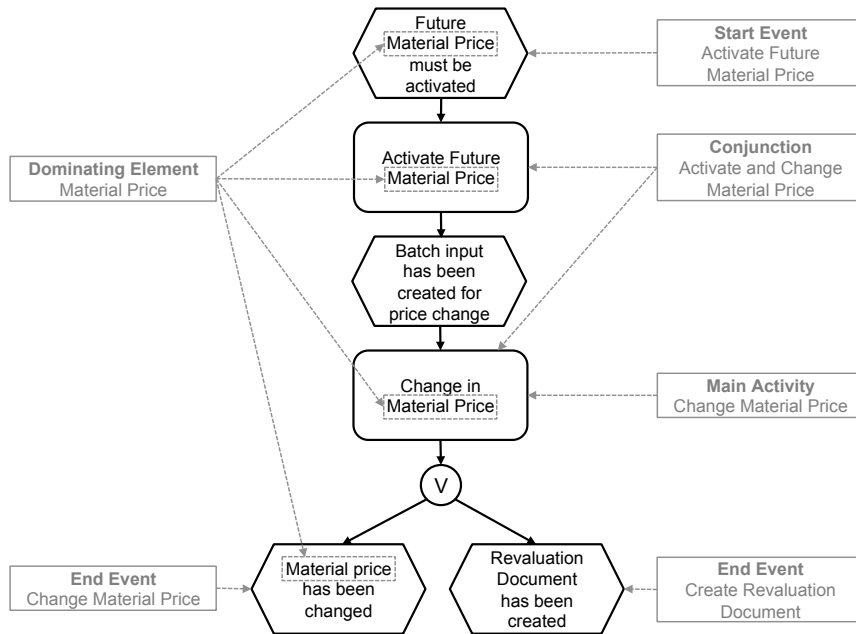 Future
Material Price
must be
activated
Start Event
Activate Future
Material Price
Activate Future
Material Price
Dominating Element
Material Price
Conjunction
Activate and Change
Material Price
Batch input
has been
created for
price change
Change in
Material Price
Main Activity
Change Material Price
V
Material price
has been
changed
Revaluation
Document
has been
created
End Event
Change Material Price
End Event
Create Revaluation
Document